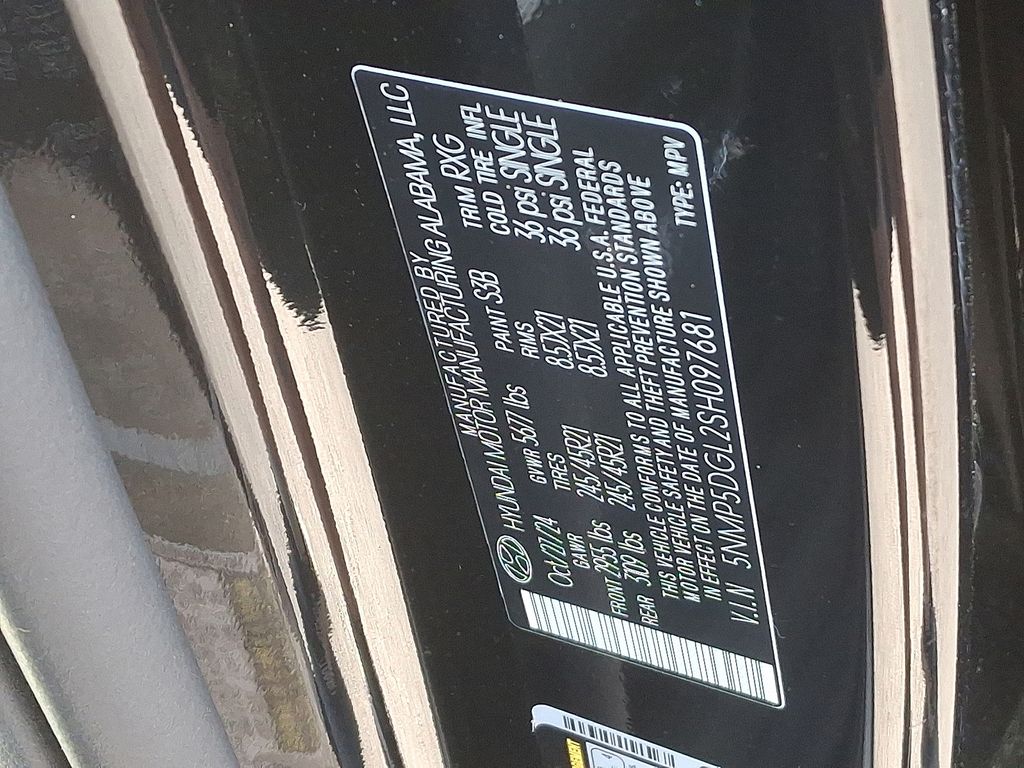 MANUFACTURED BY
HYUNDAI MOTOR MANUFACTURING ALABAMA, LLC
Oct/21/24 GVWR 5677 lbs PAINT S3B TRIM RXG
GAWR TIRES RIMS COLD TIRE INFL
FRONT 2955 lbs 245/45R21 8.5JX21 36 psi SINGLE
REAR 3091 lbs 245/45R21 8.5JX21 36 psi SINGLE
THIS VEHICLE CONFORMS TO ALL APPLICABLE U.S.A. FEDERAL
MOTOR VEHICLE SAFETY AND THEFT PREVENTION STANDARDS
IN EFFECT ON THE DATE OF MANUFACTURE SHOWN ABOVE
V.I.N 5NMP5DGL2SH097681 TYPE: MPV